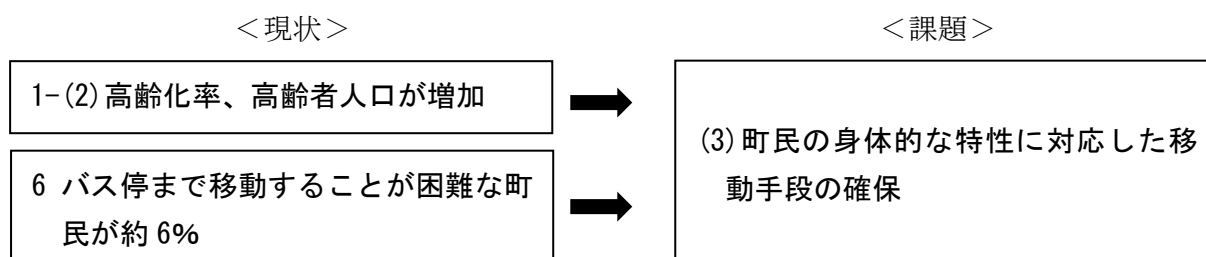 ＜現状＞
＜課題＞
1-(2)高齢化率、高齢者人口が増加
6 バス停まで移動することが困難な町
民が約 6%
(3)町民の身体的な特性に対応した移
動手段の確保